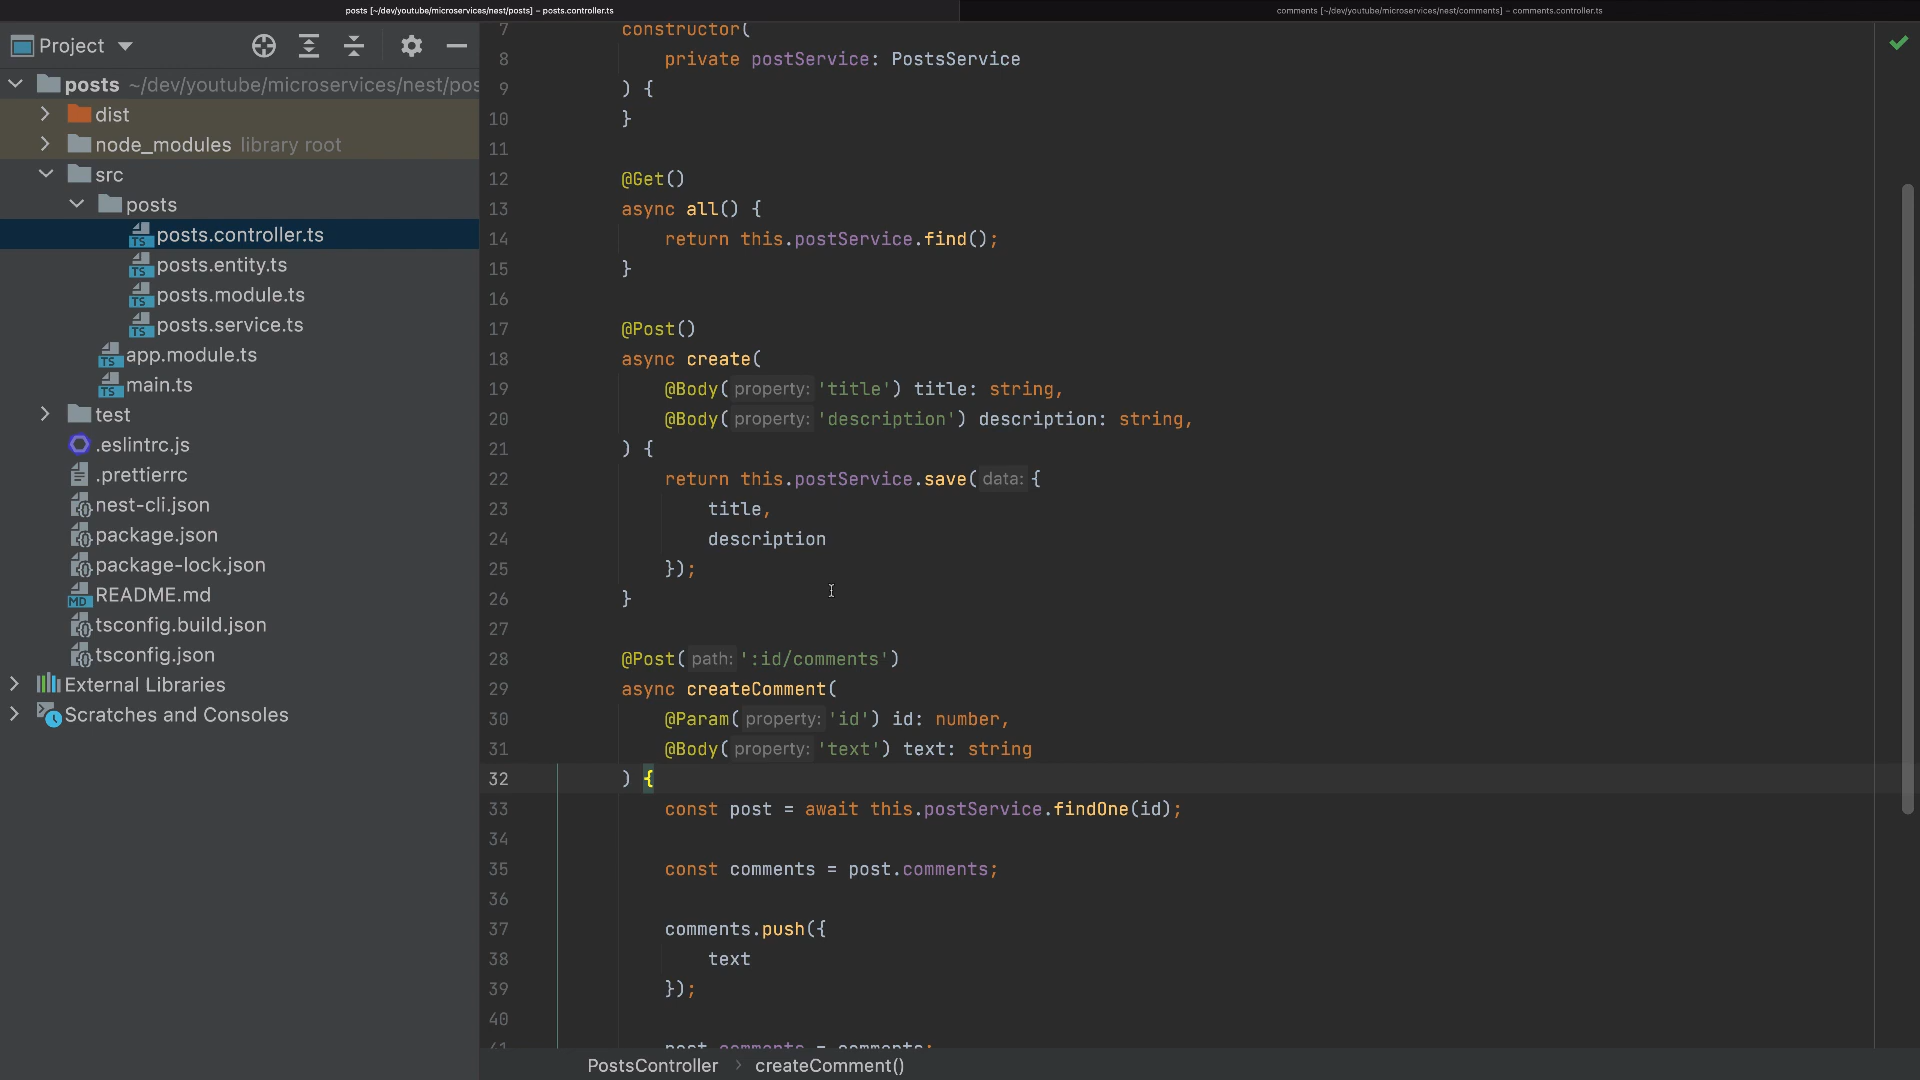 posts [~/dev/youtube/microservices/nest/posts] – posts.controller.ts
comments [~/dev/youtube/microservices/nest/comments] – comments.controller.ts
Project
posts ~/dev/youtube/microservices/nest/pos
dist
node_modules library root
src
posts
posts.controller.ts
posts.entity.ts
posts.module.ts
posts.service.ts
app.module.ts
main.ts
test
.eslintrc.js
.prettierrc
nest-cli.json
package.json
package-lock.json
README.md
tsconfig.build.json
tsconfig.json
External Libraries
Scratches and Consoles
7 constructor(
8 private postService: PostsService
9 ) {
10 }
11
12 @Get()
13 async all() {
14 return this.postService.find();
15 }
16
17 @Post()
18 async create(
19 @Body( property: 'title') title: string,
20 @Body( property: 'description') description: string,
21 ) {
22 return this.postService.save( data: {
23 title,
24 description
25 });
26 }
27
28 @Post( path: ':id/comments')
29 async createComment(
30 @Param( property: 'id') id: number,
31 @Body( property: 'text') text: string
32 ) {
33 const post = await this.postService.findOne(id);
34
35 const comments = post.comments;
36
37 comments.push({
38 text
39 });
40
41 post.comments = comments;
PostsController > createComment()